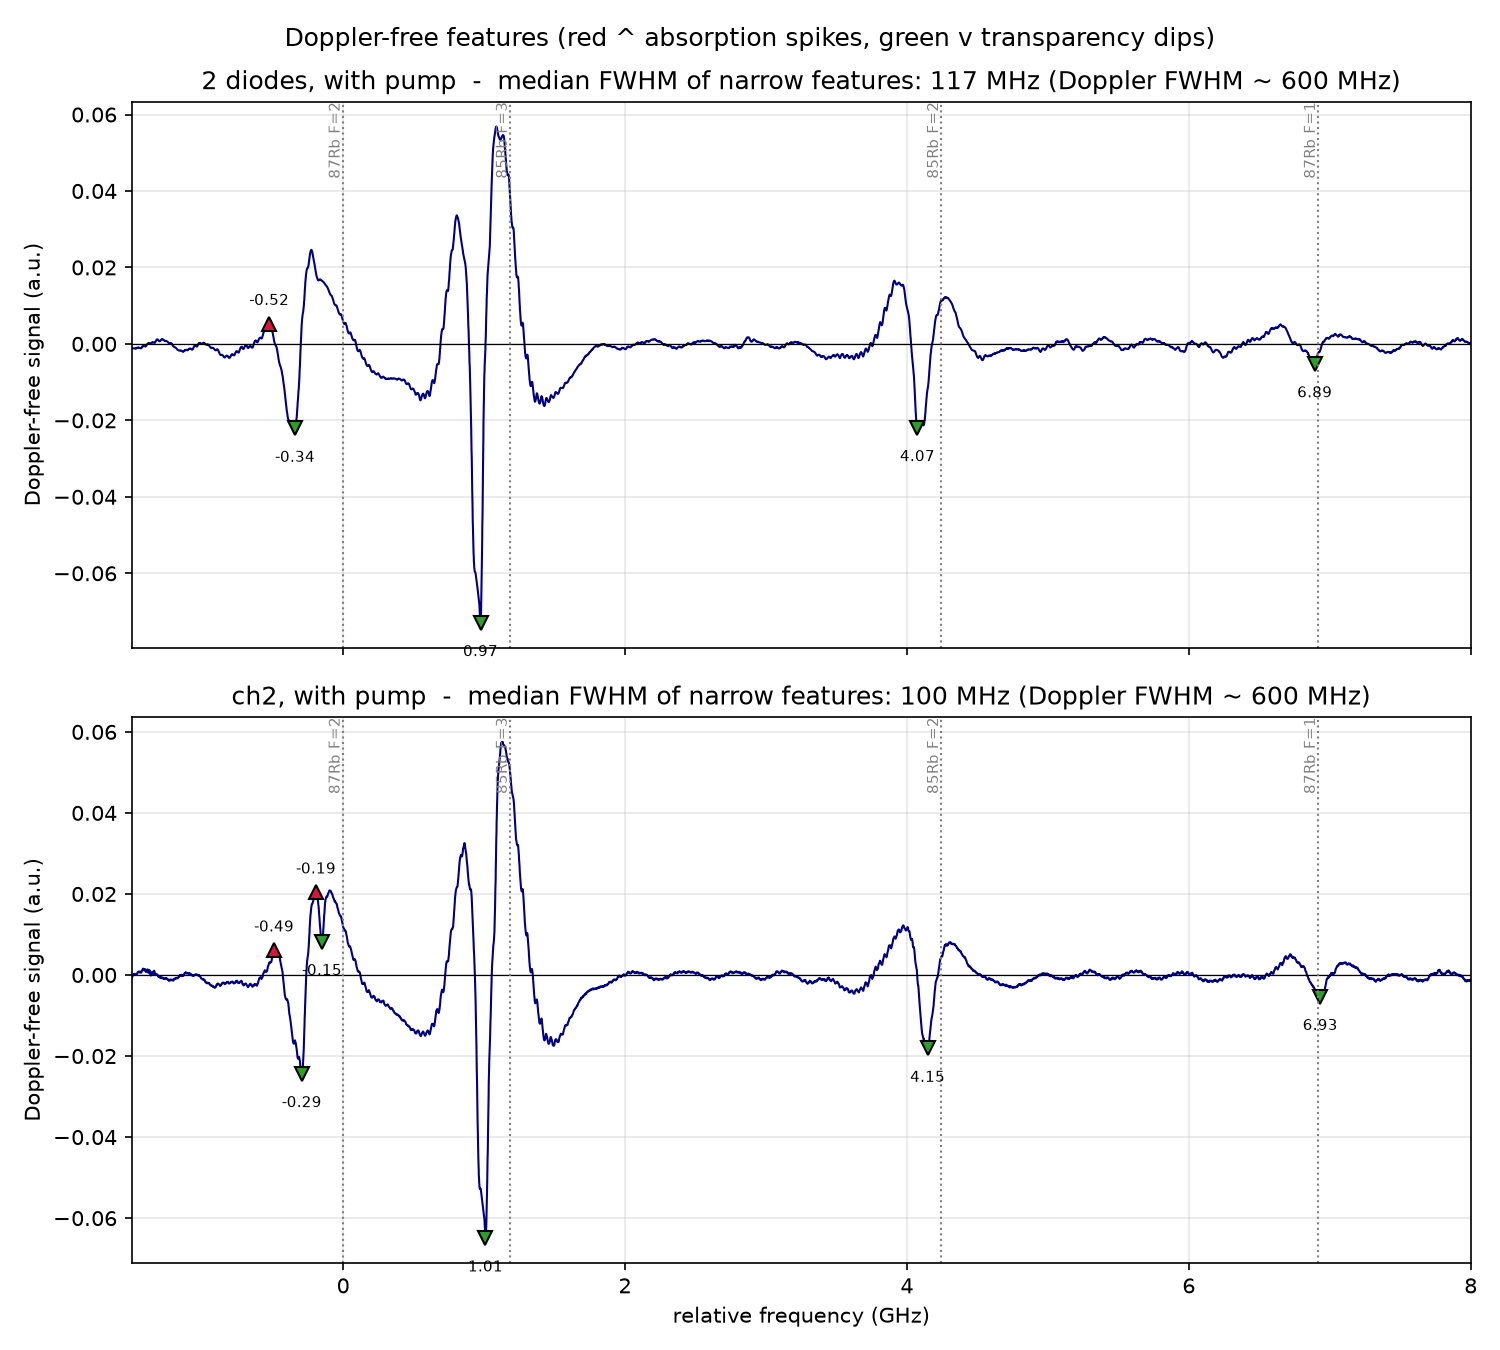 Doppler-free features (red ^ absorption spikes, green v transparency dips)
2 diodes, with pump - median FWHM of narrow features: 117 MHz (Doppler FWHM ~ 600 MHz)
Doppler-free signal (a.u.)
0.06
0.04
0.02
0.00
−0.02
−0.04
−0.06
87Rb F=2
85Rb F=3
85Rb F=2
87Rb F=1
-0.52
-0.34
0.97
4.07
6.89
ch2, with pump - median FWHM of narrow features: 100 MHz (Doppler FWHM ~ 600 MHz)
Doppler-free signal (a.u.)
0.06
0.04
0.02
0.00
−0.02
−0.04
−0.06
87Rb F=2
85Rb F=3
85Rb F=2
87Rb F=1
-0.49
-0.19
-0.15
-0.29
1.01
4.15
6.93
0
2
4
6
8
relative frequency (GHz)